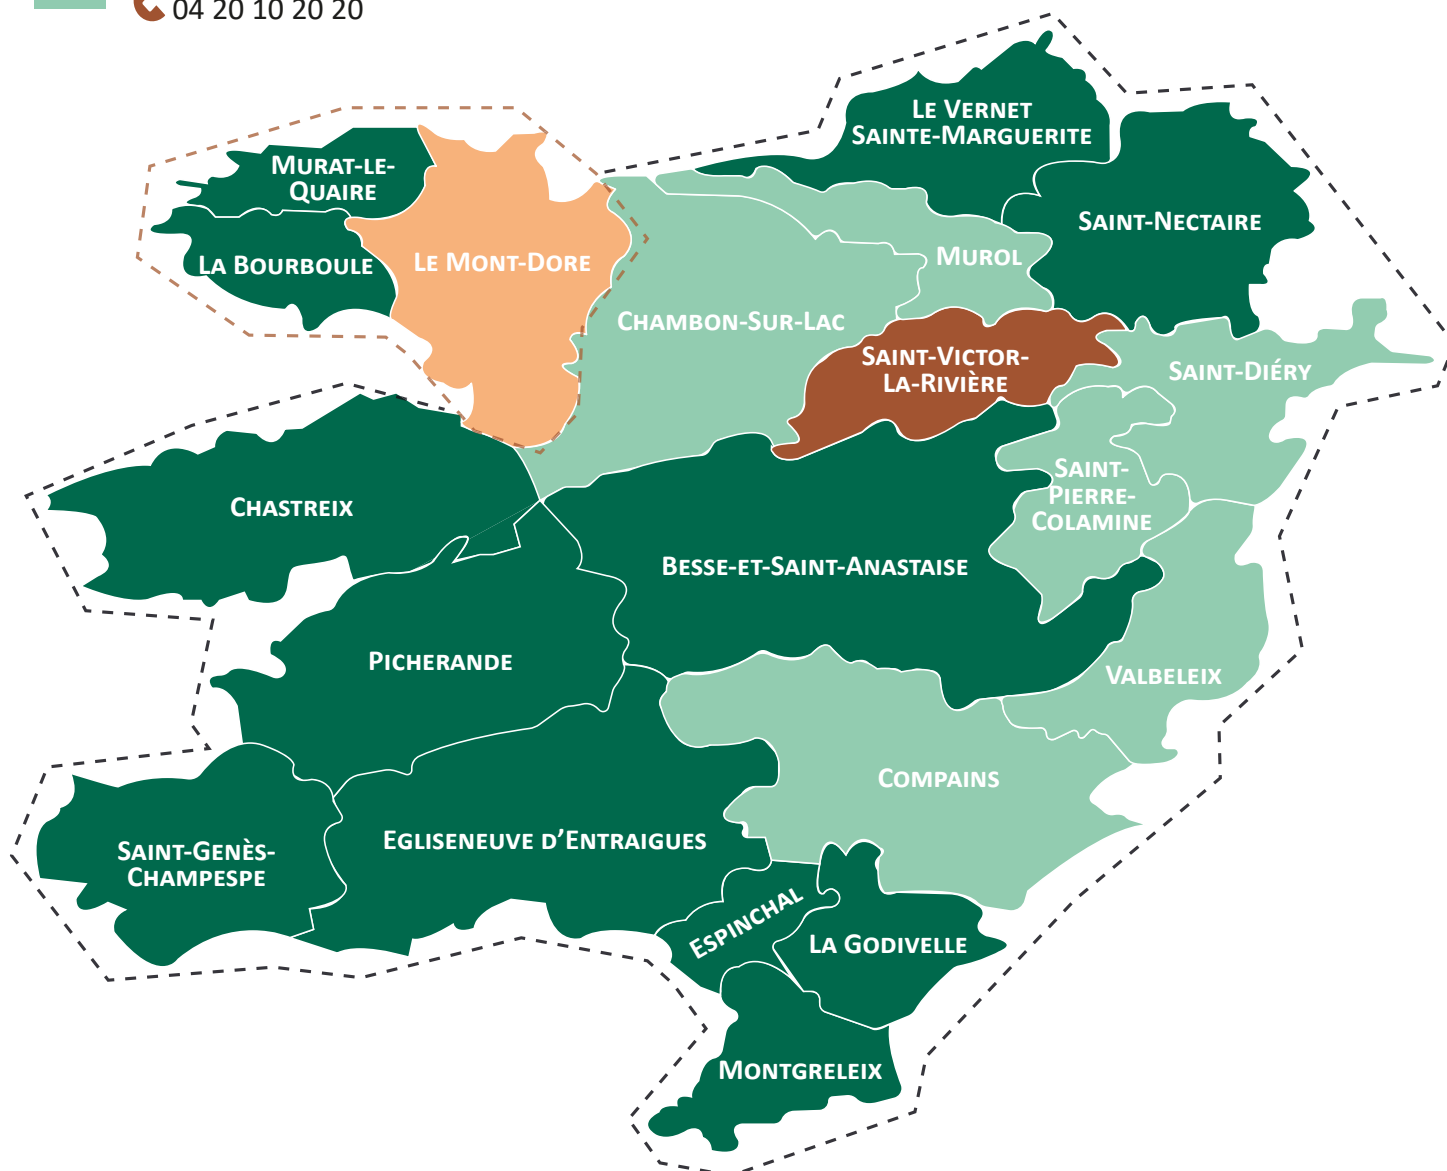 04 20 10 20 20
LE VERNET
SAINTE-MARGUERITE
MURAT-LE-
QUAIRE
SAINT-NECTAIRE
LA BOURBOULE
LE MONT-DORE
MUROL
CHAMBON-SUR-LAC
SAINT-VICTOR-
LA-RIVIÈRE
SAINT-DIÉRY
SAINT-
PIERRE-
COLAMINE
CHASTREIX
BESSE-ET-SAINT-ANASTAISE
PICHERANDE
VALBELEIX
COMPAINS
EGLISENEUVE D’ENTRAIGUES
SAINT-GENÈS-
CHAMPESPE
ESPINCHAL
LA GODIVELLE
MONTGRELEIX